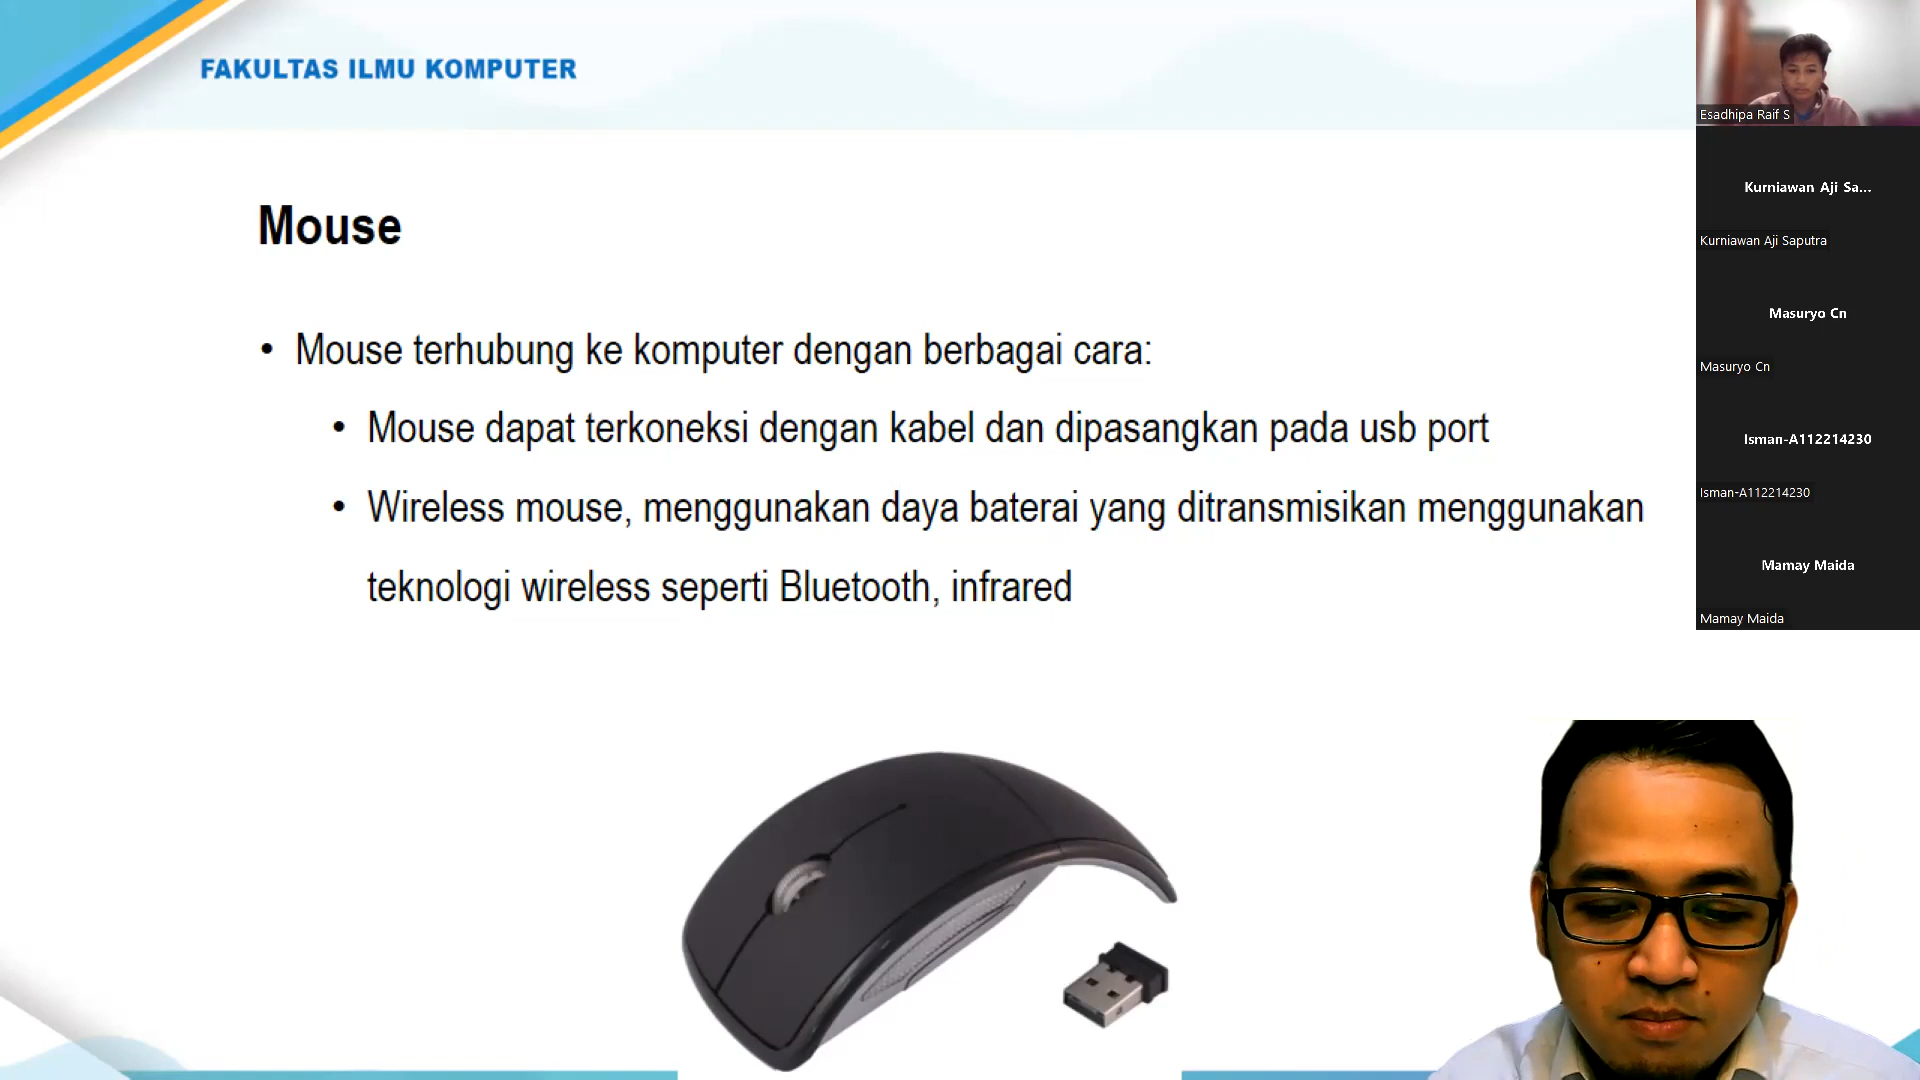 FAKULTAS ILMU KOMPUTER
Mouse
• Mouse terhubung ke komputer dengan berbagai cara:
• Mouse dapat terkoneksi dengan kabel dan dipasangkan pada usb port
• Wireless mouse, menggunakan daya baterai yang ditransmisikan menggunakan
teknologi wireless seperti Bluetooth, infrared
Esadhipa Raif S
Kurniawan Aji Sa...
Kurniawan Aji Saputra
Masuryo Cn
Masuryo Cn
Isman-A112214230
Isman-A112214230
Mamay Maida
Mamay Maida